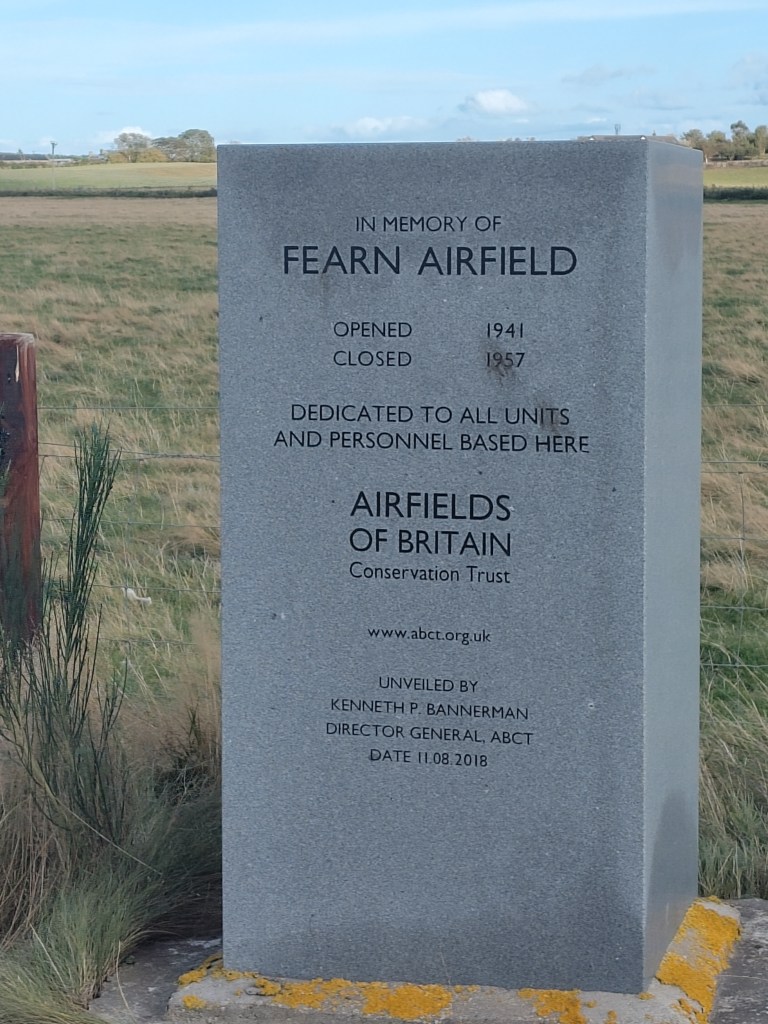 IN MEMORY OF
FEARN AIRFIELD
OPENED 1941
CLOSED 1957
DEDICATED TO ALL UNITS
AND PERSONNEL BASED HERE
AIRFIELDS
OF BRITAIN
Conservation Trust
www.abct.org.uk
UNVEILED BY
KENNETH P. BANNERMAN
DIRECTOR GENERAL, ABCT
DATE 11.08.2018